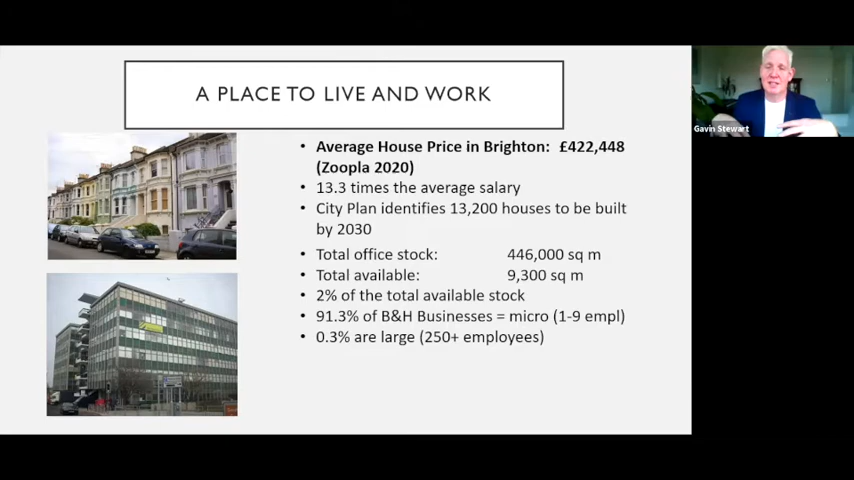 A PLACE TO LIVE AND WORK
• Average House Price in Brighton: £422,448
(Zoopla 2020)
• 13.3 times the average salary
• City Plan identifies 13,200 houses to be built
by 2030
• Total office stock: 446,000 sq m
• Total available: 9,300 sq m
• 2% of the total available stock
• 91.3% of B&H Businesses = micro (1-9 empl)
• 0.3% are large (250+ employees)
Gavin Stewart